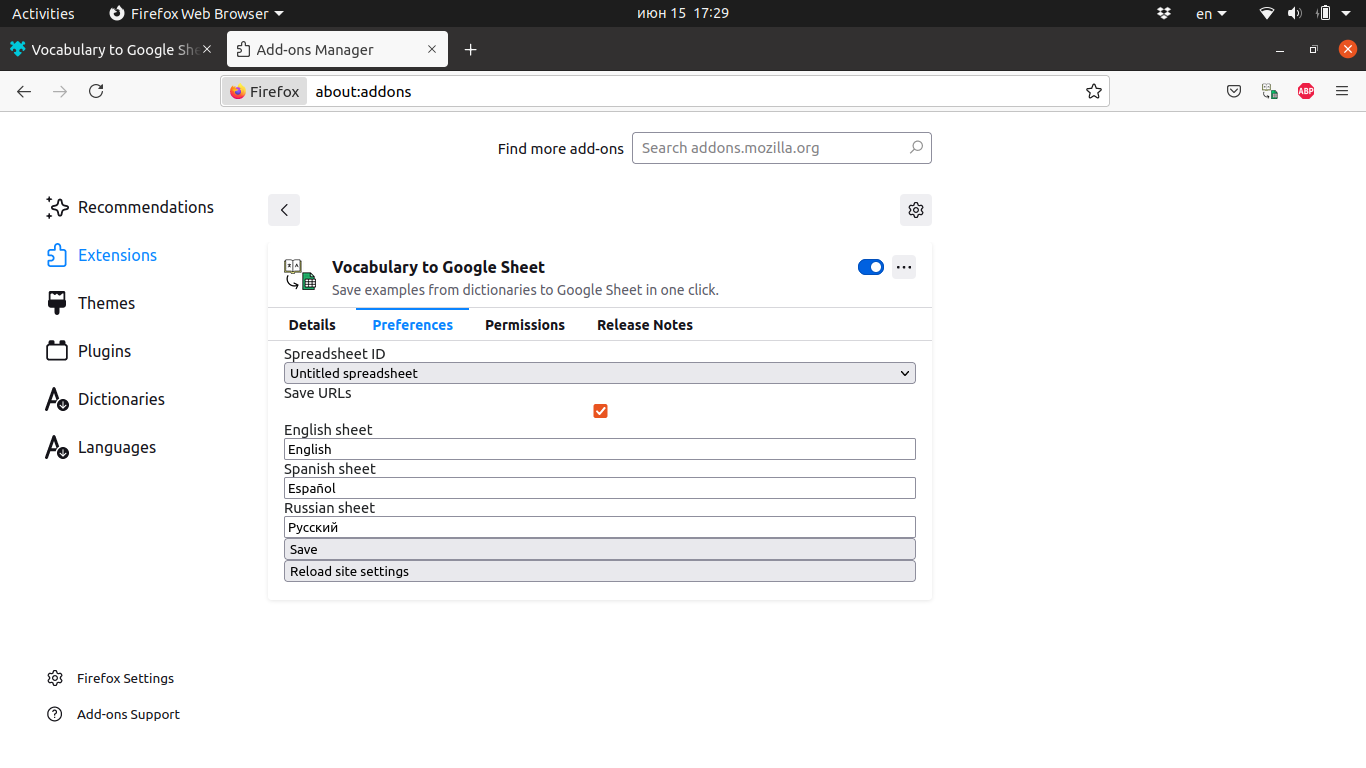 Activities Firefox Web Browser июн 15 17:29 en
Vocabulary to Google She Add-ons Manager
Firefox about:addons ABP
Find more add-ons Search addons.mozilla.org
Recommendations
Extensions
Themes
Plugins
Dictionaries
Languages
Vocabulary to Google Sheet
Save examples from dictionaries to Google Sheet in one click.
Details Preferences Permissions Release Notes
Spreadsheet ID
Untitled spreadsheet
Save URLs
English sheet
English
Spanish sheet
Español
Russian sheet
Русский
Save
Reload site settings
Firefox Settings
Add-ons Support